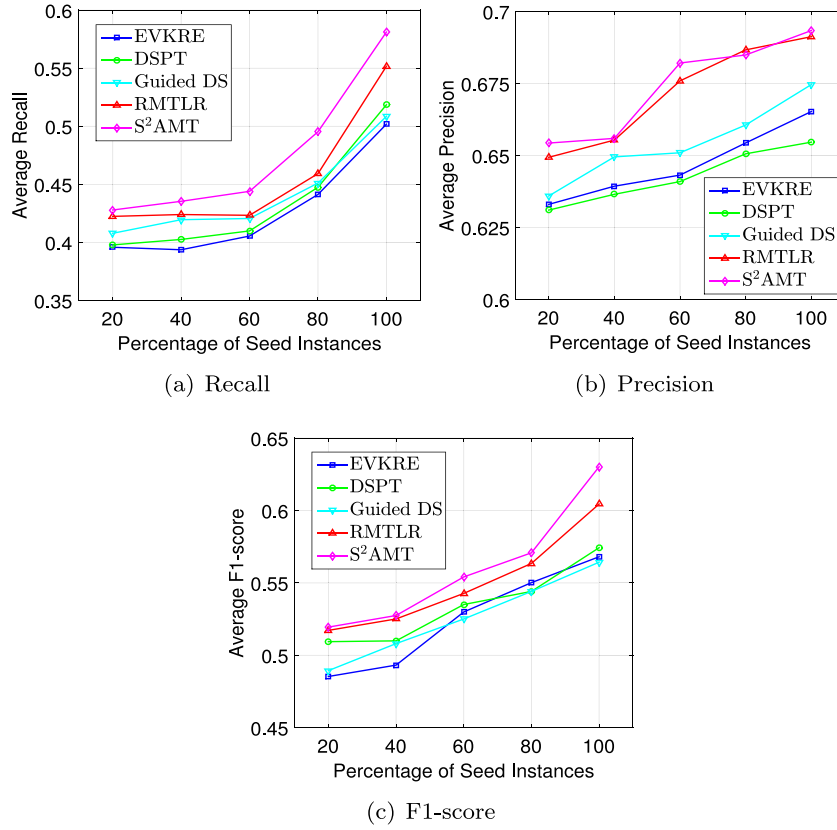 0.6
0.55
0.5
0.45
0.4
0.35
Average Recall
EVKRE
DSPT
Guided DS
RMTLR
S²AMT
20 40 60 80 100
Percentage of Seed Instances
(a) Recall
0.7
0.675
0.65
0.625
0.6
Average Precision
EVKRE
DSPT
Guided DS
RMTLR
S²AMT
20 40 60 80 100
Percentage of Seed Instances
(b) Precision
0.65
0.6
0.55
0.5
0.45
Average F1-score
EVKRE
DSPT
Guided DS
RMTLR
S²AMT
20 40 60 80 100
Percentage of Seed Instances
(c) F1-score